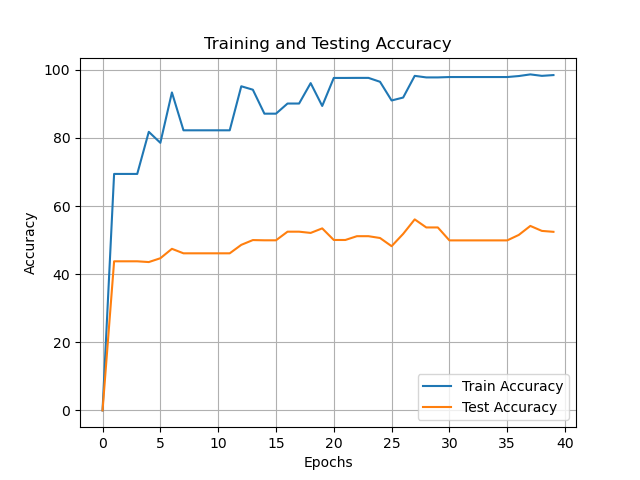 Training and Testing Accuracy
100
80
60
40
20
0
Accuracy
0 5 10 15 20 25 30 35 40
Epochs
Train Accuracy
Test Accuracy